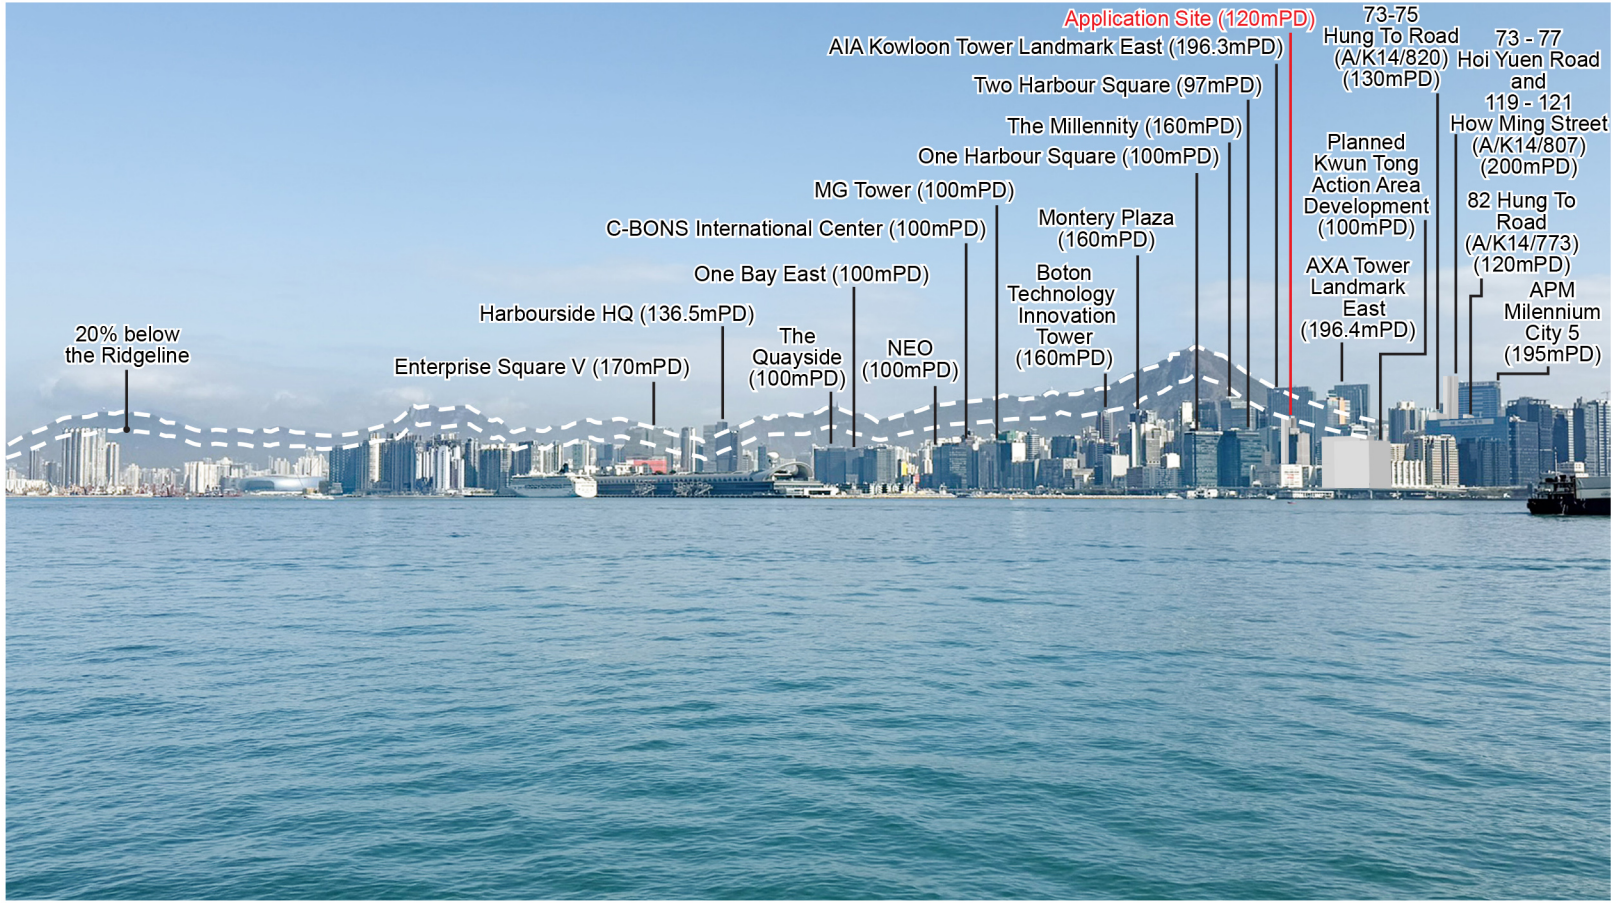 Application Site (120mPD)
AIA Kowloon Tower Landmark East (196.3mPD)
Two Harbour Square (97mPD)
The Millennity (160mPD)
One Harbour Square (100mPD)
MG Tower (100mPD)
C-BONS International Center (100mPD)
One Bay East (100mPD)
Harbourside HQ (136.5mPD)
Enterprise Square V (170mPD)
20% below
the Ridgeline
The
Quayside
(100mPD)
NEO
(100mPD)
Boton
Technology
Innovation
Tower
(160mPD)
Montery Plaza
(160mPD)
73-75
Hung To Road
(A/K14/820)
(130mPD)
73 - 77
Hoi Yuen Road
and
119 - 121
How Ming Street
(A/K14/807)
(200mPD)
Planned
Kwun Tong
Action Area
Development
(100mPD)
82 Hung To
Road
(A/K14/773)
(120mPD)
AXA Tower
Landmark
East
(196.4mPD)
APM
Milennium
City 5
(195mPD)